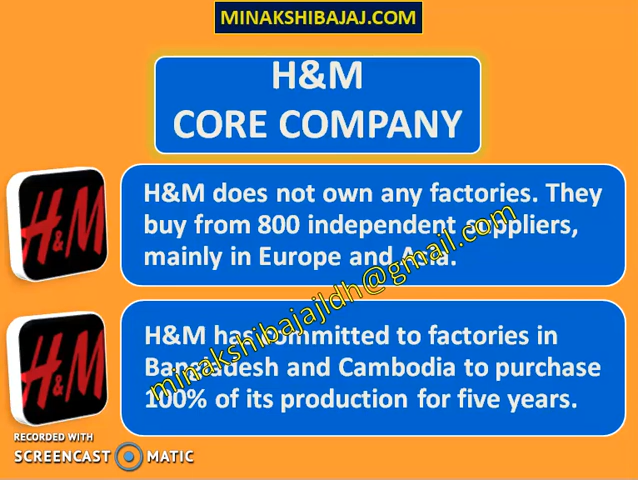 MINAKSHIBAJAJ.COM
H&M
CORE COMPANY
H&M does not own any factories. They
buy from 800 independent suppliers,
mainly in Europe and Asia.
H&M
minakshibajajldh@gmail.com
H&M has committed to factories in
Bangladesh and Cambodia to purchase
100% of its production for five years.
H&M
RECORDED WITH
SCREENCAST MATIC